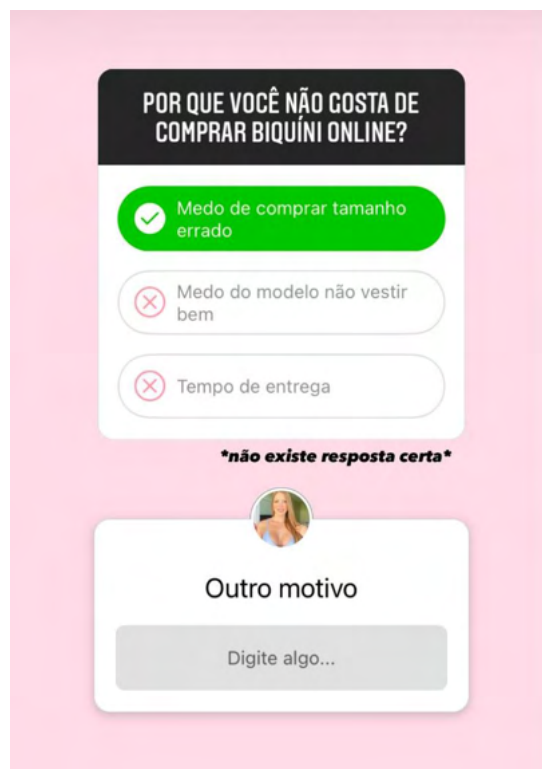 POR QUE VOCÊ NÃO GOSTA DE
COMPRAR BIQUÍNI ONLINE?
Medo de comprar tamanho
errado
Medo do modelo não vestir
bem
Tempo de entrega
*não existe resposta certa*
Outro motivo
Digite algo...